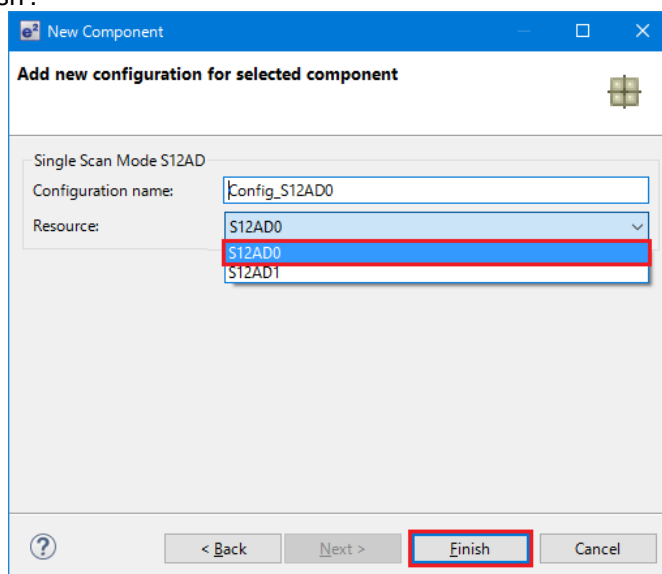 e² New Component
Add new configuration for selected component
Single Scan Mode S12AD
Configuration name: Config_S12AD0
Resource: S12AD0
S12AD0
S12AD1
?
< Back Next > Finish Cancel